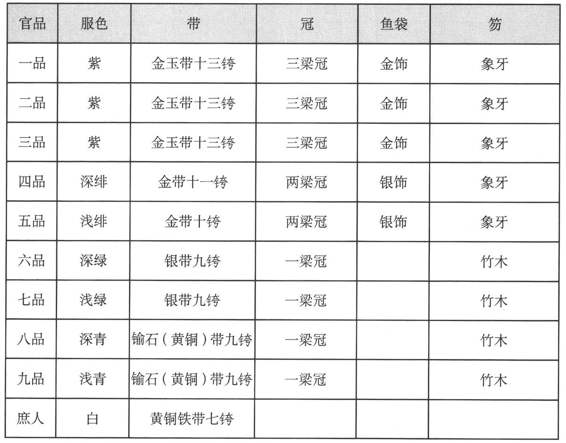 官品 服色 带 冠 鱼袋 笏
一品 紫 金玉带十三銙 三梁冠 金饰 象牙
二品 紫 金玉带十三銙 三梁冠 金饰 象牙
三品 紫 金玉带十三銙 三梁冠 金饰 象牙
四品 深绯 金带十一銙 两梁冠 银饰 象牙
五品 浅绯 金带十銙 两梁冠 银饰 象牙
六品 深绿 银带九銙 一梁冠 竹木
七品 浅绿 银带九銙 一梁冠 竹木
八品 深青 鍮石（黄铜）带九銙 一梁冠 竹木
九品 浅青 鍮石（黄铜）带九銙 一梁冠 竹木
庶人 白 黄铜铁带七銙